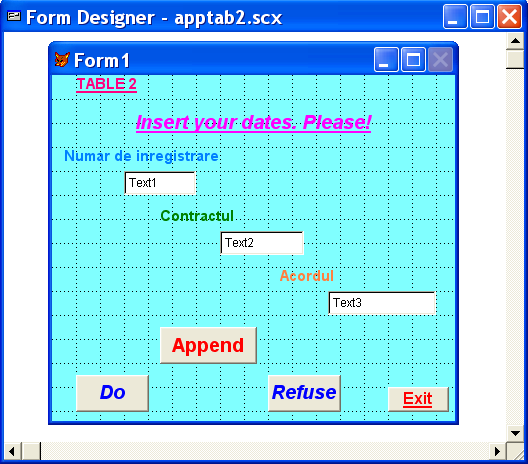 Form Designer - apptab2.scx
Form1
TABLE 2
Insert your dates. Please!
Numar de inregistrare
Text1
Contractul
Text2
Acordul
Text3
Append
Do
Refuse
Exit